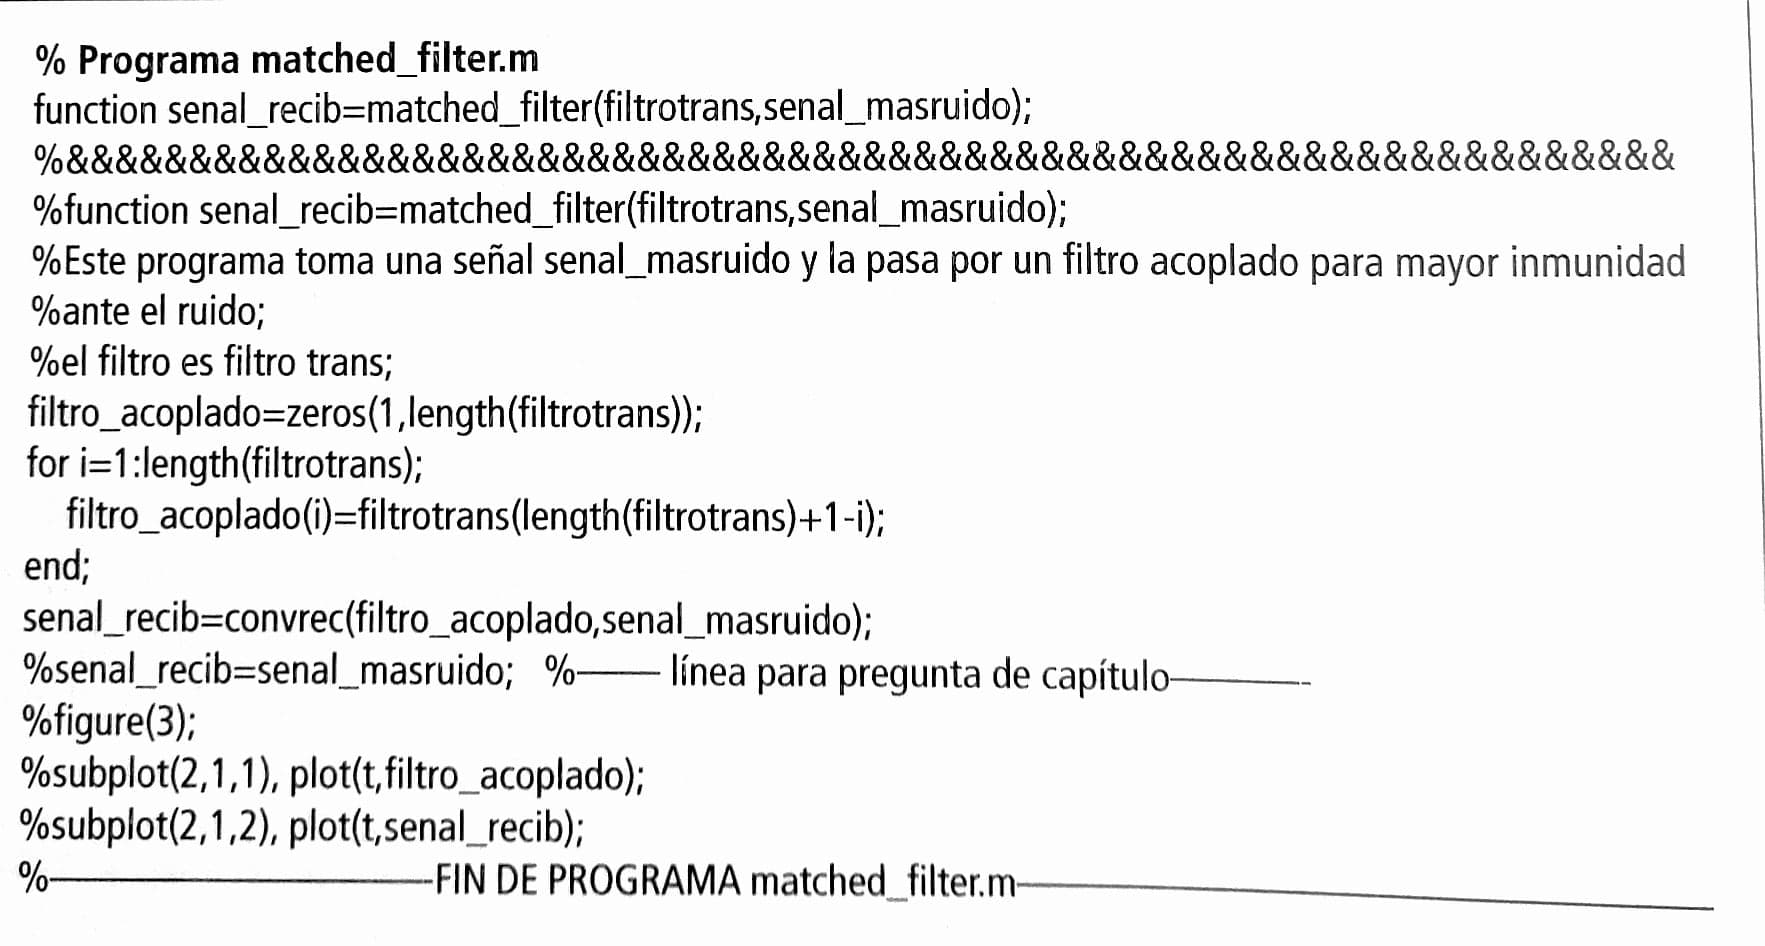 % Programa matched_filter.m
function senal_recib=matched_filter(filtrotrans,senal_masruido);
%&&&&&&&&&&&&&&&&&&&&&&&&&&&&&&&&&&&&&&&&&&&&&&&&&&&&&&&&&&&&&&&&
%function senal_recib=matched_filter(filtrotrans,senal_masruido);
%Este programa toma una señal senal_masruido y la pasa por un filtro acoplado para mayor inmunidad
%ante el ruido;
%el filtro es filtro trans;
filtro_acoplado=zeros(1,length(filtrotrans));
for i=1:length(filtrotrans);
filtro_acoplado(i)=filtrotrans(length(filtrotrans)+1-i);
end;
senal_recib=convrec(filtro_acoplado,senal_masruido);
%senal_recib=senal_masruido; %—— línea para pregunta de capítulo———-
%figure(3);
%subplot(2,1,1), plot(t,filtro_acoplado);
%subplot(2,1,2), plot(t,senal_recib);
%—————————-FIN DE PROGRAMA matched_filter.m————————————————